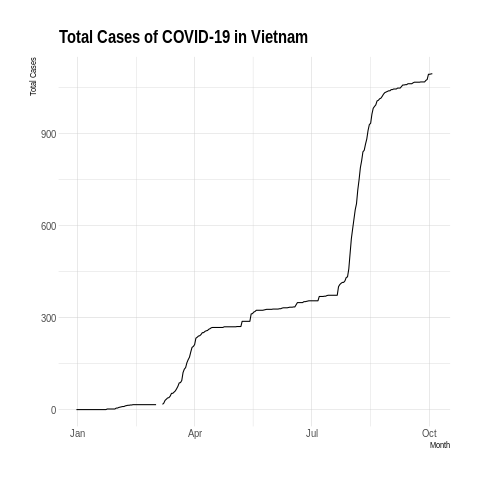 Total Cases of COVID-19 in Vietnam
Total Cases
900
600
300
0
Jan Apr Jul Oct
Month